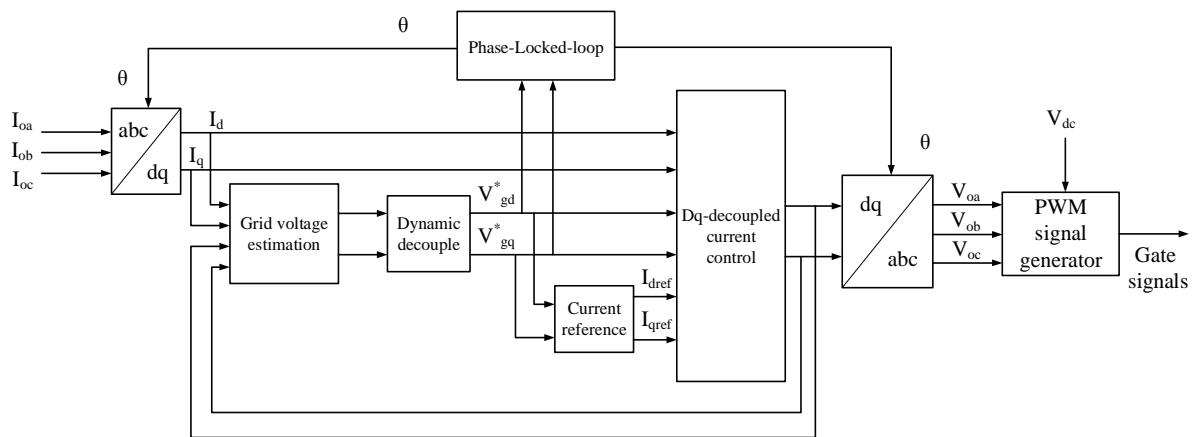 θ
Phase-Locked-loop
θ
I_oa
I_ob
I_oc
abc
dq
I_d
I_q
V_dc
θ
Grid voltage
estimation
Dynamic
decouple
V*_gd
V*_gq
Dq-decoupled
current
control
I_dref
I_qref
Current
reference
dq
abc
V_oa
V_ob
V_oc
PWM
signal
generator
Gate
signals